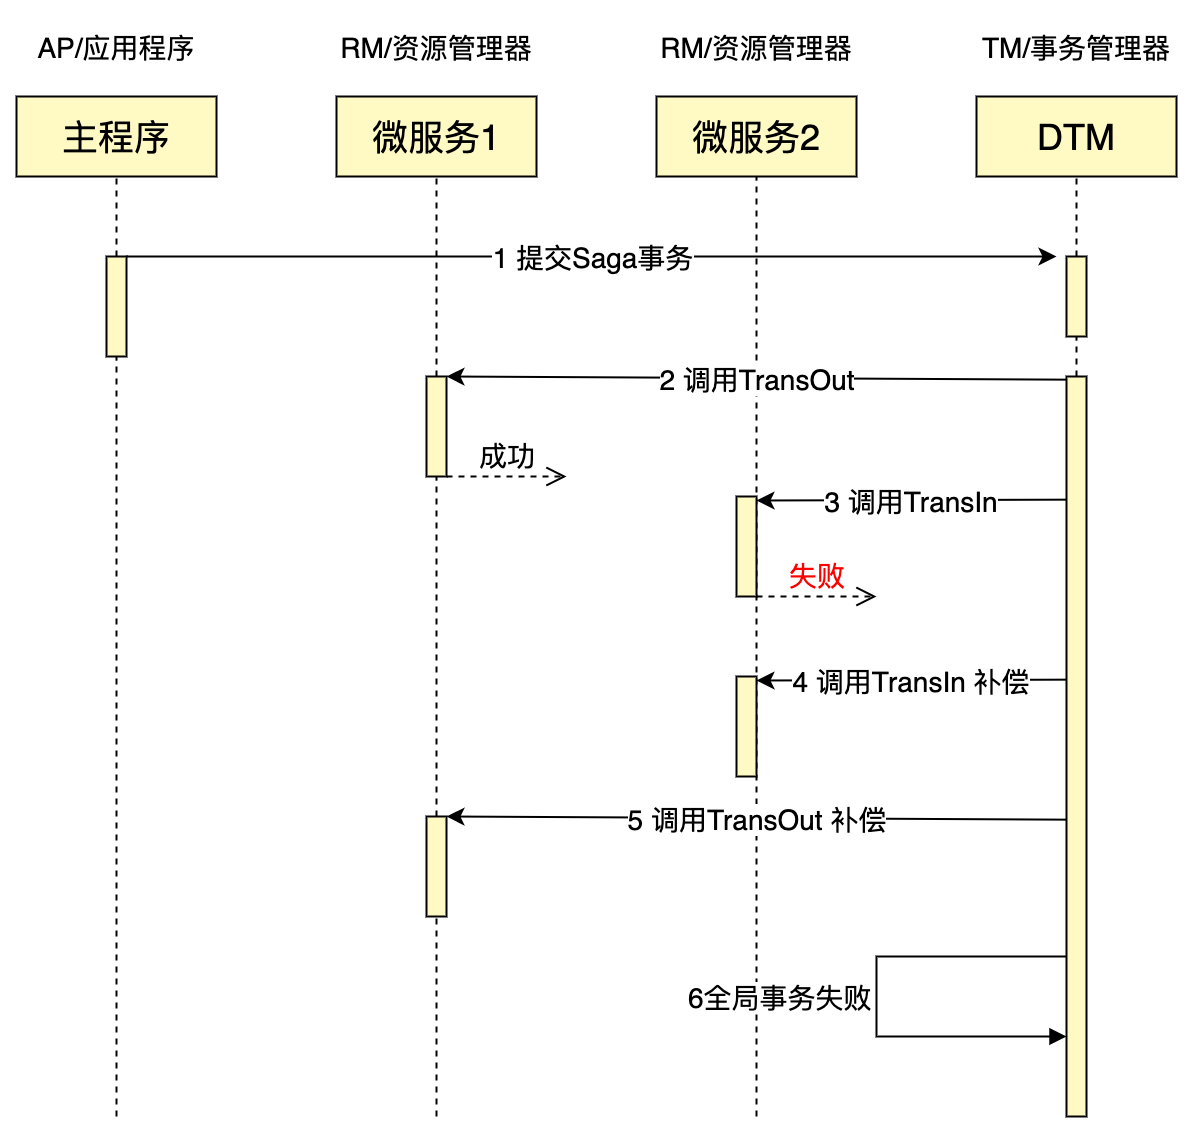 AP/应用程序
RM/资源管理器
RM/资源管理器
TM/事务管理器
主程序
微服务1
微服务2
DTM
1 提交Saga事务
2 调用TransOut
成功
3 调用TransIn
失败
4 调用TransIn 补偿
5 调用TransOut 补偿
6全局事务失败